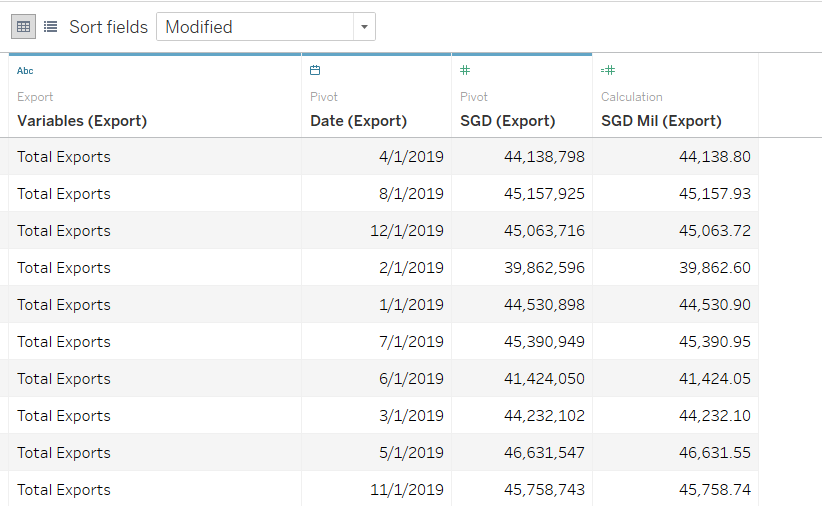 Sort fields Modified
Abc
Export Pivot Pivot Calculation
Variables (Export) Date (Export) SGD (Export) SGD Mil (Export)
Total Exports 4/1/2019 44,138,798 44,138.80
Total Exports 8/1/2019 45,157,925 45,157.93
Total Exports 12/1/2019 45,063,716 45,063.72
Total Exports 2/1/2019 39,862,596 39,862.60
Total Exports 1/1/2019 44,530,898 44,530.90
Total Exports 7/1/2019 45,390,949 45,390.95
Total Exports 6/1/2019 41,424,050 41,424.05
Total Exports 3/1/2019 44,232,102 44,232.10
Total Exports 5/1/2019 46,631,547 46,631.55
Total Exports 11/1/2019 45,758,743 45,758.74